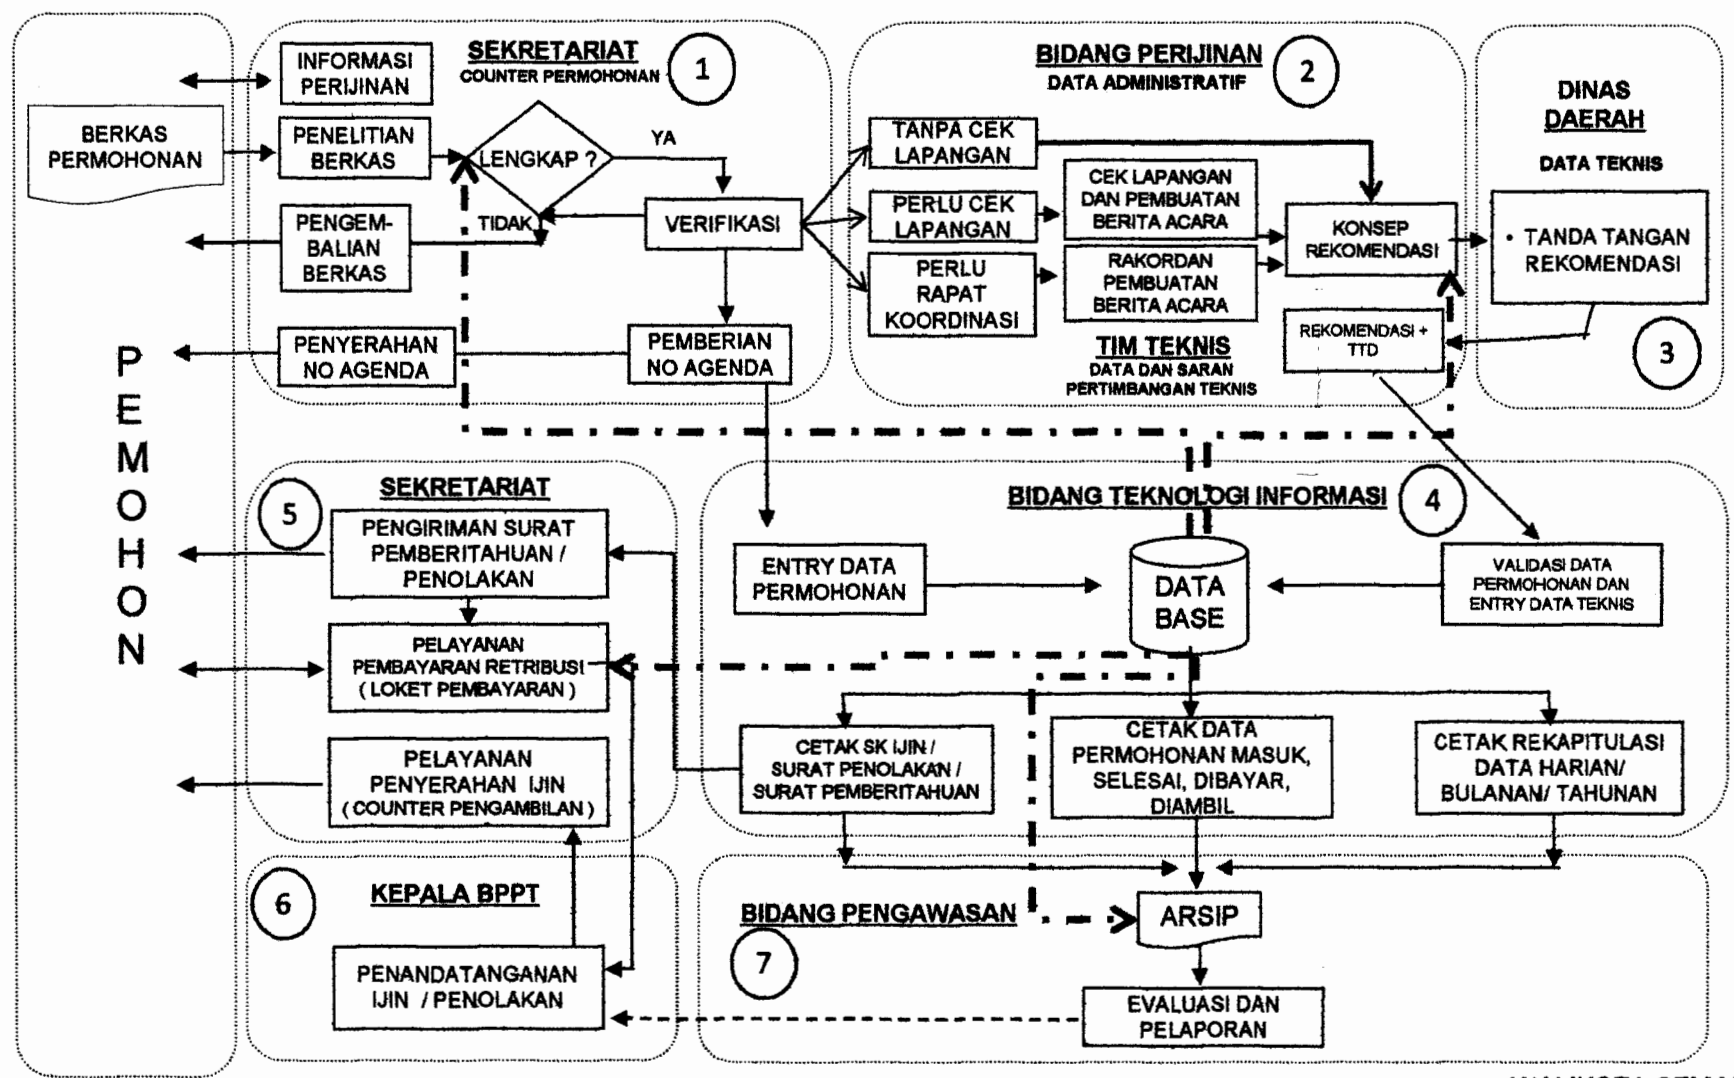 BERKAS
PERMOHONAN
PEMOHON
SEKRETARIAT
COUNTER PERMOHONAN
1
INFORMASI
PERIJINAN
PENELITIAN
BERKAS
LENGKAP ?
YA
TIDAK
VERIFIKASI
PENGEM-
BALIAN
BERKAS
PENYERAHAN
NO AGENDA
PEMBERIAN
NO AGENDA
BIDANG PERIJINAN
DATA ADMINISTRATIF
2
TANPA CEK
LAPANGAN
PERLU CEK
LAPANGAN
PERLU
RAPAT
KOORDINASI
CEK LAPANGAN
DAN PEMBUATAN
BERITA ACARA
RAKORDAN
PEMBUATAN
BERITA ACARA
KONSEP
REKOMENDASI
REKOMENDASI +
TTD
TIM TEKNIS
DATA DAN SARAN
PERTIMBANGAN TEKNIS
DINAS
DAERAH
DATA TEKNIS
• TANDA TANGAN
REKOMENDASI
3
BIDANG TEKNOLOGI INFORMASI
4
ENTRY DATA
PERMOHONAN
DATA
BASE
VALIDASI DATA
PERMOHONAN DAN
ENTRY DATA TEKNIS
CETAK SK IJIN /
SURAT PENOLAKAN /
SURAT PEMBERITAHUAN
CETAK DATA
PERMOHONAN MASUK,
SELESAI, DIBAYAR,
DIAMBIL
CETAK REKAPITULASI
DATA HARIAN/
BULANAN/ TAHUNAN
SEKRETARIAT
5
PENGIRIMAN SURAT
PEMBERITAHUAN /
PENOLAKAN
PELAYANAN
PEMBAYARAN RETRIBUSI
( LOKET PEMBAYARAN )
PELAYANAN
PENYERAHAN IJIN
( COUNTER PENGAMBILAN )
6
KEPALA BPPT
PENANDATANGANAN
IJIN / PENOLAKAN
BIDANG PENGAWASAN
7
ARSIP
EVALUASI DAN
PELAPORAN